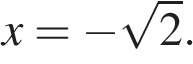 x = −√2.